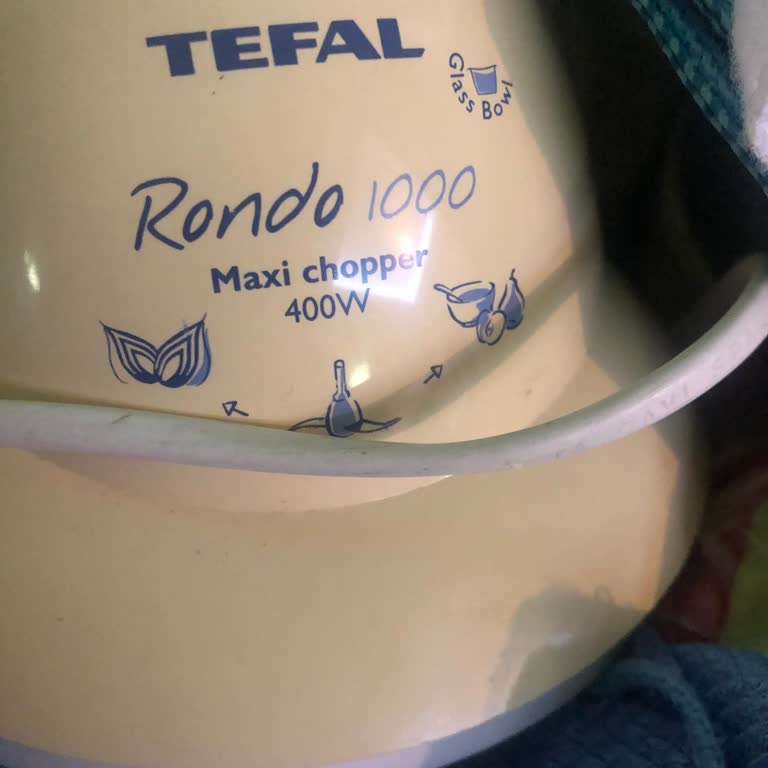 TEFAL
Glass Bowl
Rondo 1000
Maxi chopper
400W